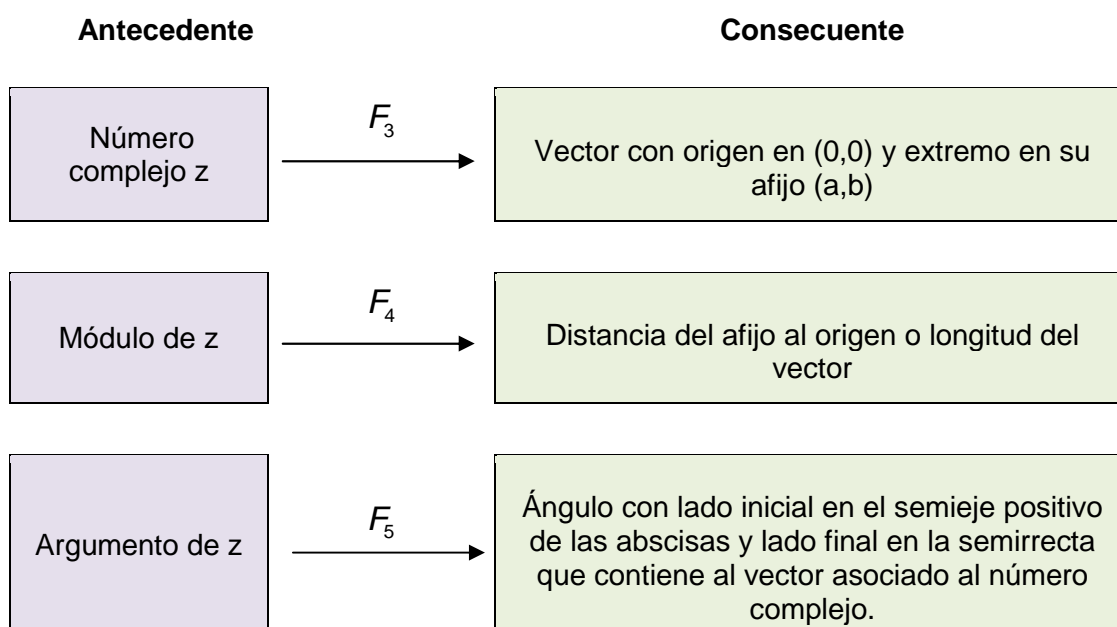 Antecedente
Consecuente
Número
complejo z
F3
Vector con origen en (0,0) y extremo en su
afijo (a,b)
Módulo de z
F4
Distancia del afijo al origen o longitud del
vector
Argumento de z
F5
Ángulo con lado inicial en el semieje positivo
de las abscisas y lado final en la semirrecta
que contiene al vector asociado al número
complejo.